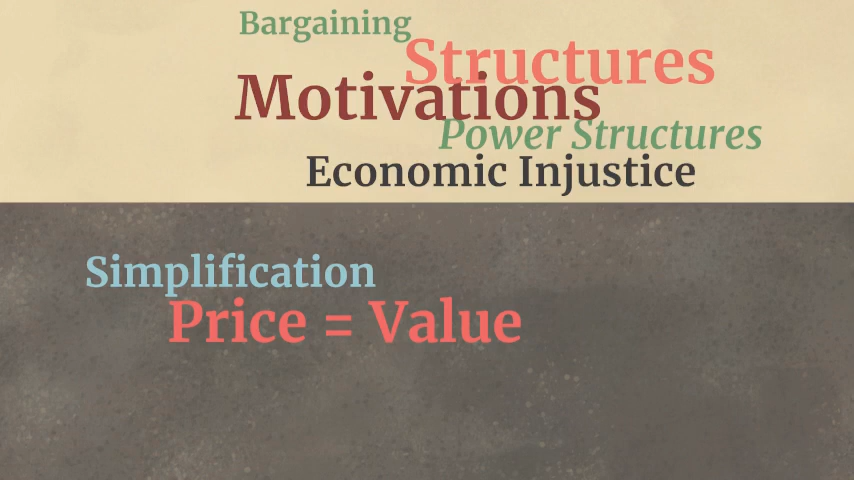 Bargaining
Structures
Motivations
Power Structures
Economic Injustice
Simplification
Price = Value